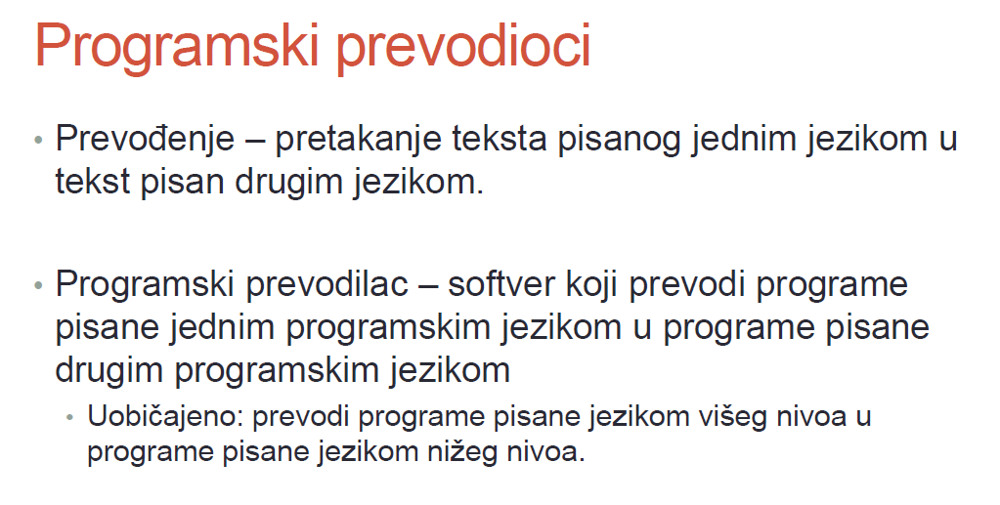 Programski prevodioci
• Prevođenje – pretakanje teksta pisanog jednim jezikom u
tekst pisan drugim jezikom.
• Programski prevodilac – softver koji prevodi programe
pisane jednim programskim jezikom u programe pisane
drugim programskim jezikom
• Uobičajeno: prevodi programe pisane jezikom višeg nivoa u
programe pisane jezikom nižeg nivoa.